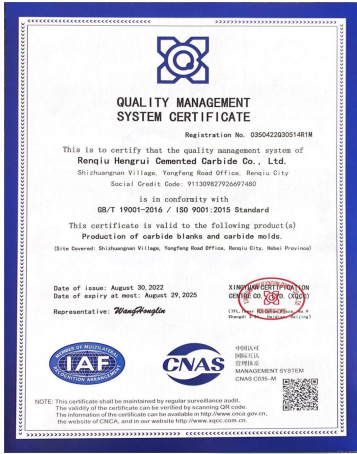 QUALITY MANAGEMENT
SYSTEM CERTIFICATE
Registration No. 0350422Q30514R1M
This is to certify that the quality management system of
Renqiu Hengrui Cemented Carbide Co., Ltd.
Shizhuangnan Village, Yongfeng Road Office, Renqiu City
Social Credit Code: 911309827926697480
is in conformity with
GB/T 19001-2016 / ISO 9001:2015 Standard
This certificate is valid to the following product(s)
Production of carbide blanks and carbide molds.
(Site Covered: Shizhuangnan Village, Yongfeng Road Office, Renqiu City, Hebei Province)
Date of issue: August 30,2022
Date of expiry at most: August 29,2025
Representative: WangHonglin
XINGYUAN CERTIFICATION
CENTRE CO. LTD. (XQCC)
MEMBER OF MULTILATERAL
IAF
RECOGNITION ARRANGEMENT
CNAS
中国认可
国际互认
管理体系
MANAGEMENT SYSTEM
CNAS C035-M
NOTE: This certificate shall be maintained by regular surveillance audit.
The validity of the certificate can be verified by scanning QR code.
The information of the certificate can be available in http://www.cnca.gov.cn,
the website of CNCA, and in our website http://www.xqcc.com.cn.